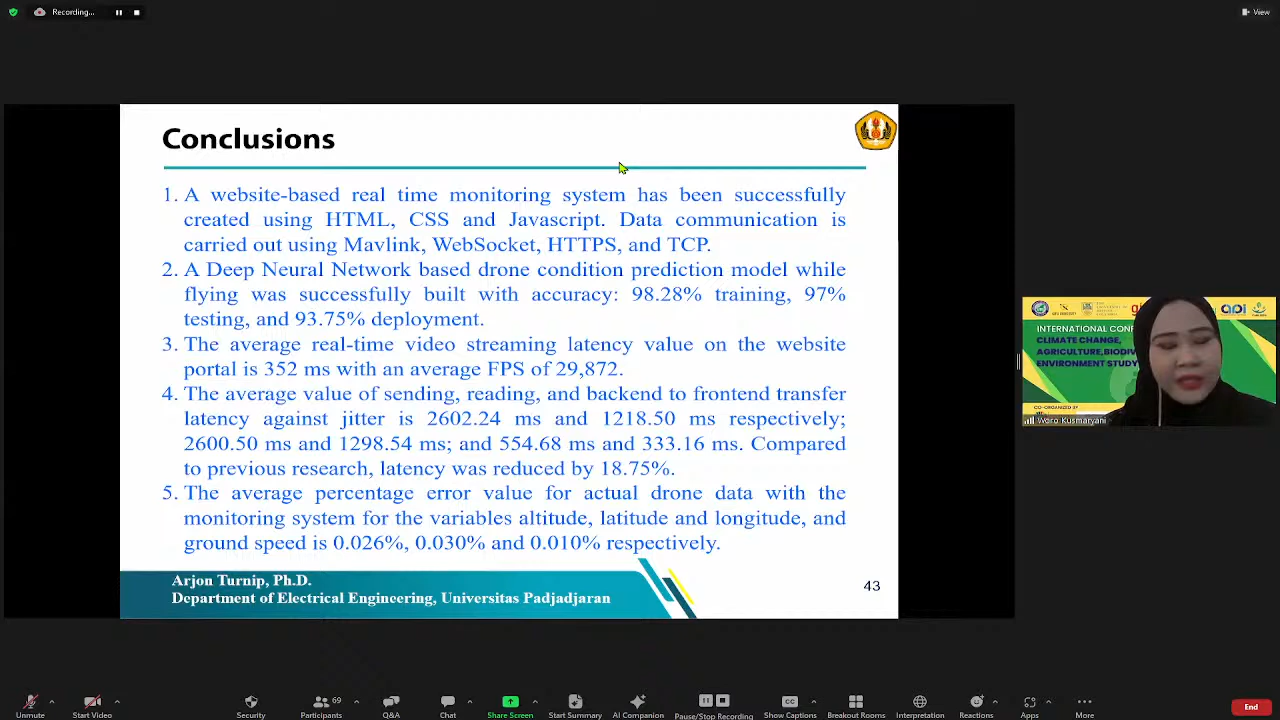 Recording...
View
Conclusions
1. A website-based real time monitoring system has been successfully
created using HTML, CSS and Javascript. Data communication is
carried out using Mavlink, WebSocket, HTTPS, and TCP.
2. A Deep Neural Network based drone condition prediction model while
flying was successfully built with accuracy: 98.28% training, 97%
testing, and 93.75% deployment.
3. The average real-time video streaming latency value on the website
portal is 352 ms with an average FPS of 29,872.
4. The average value of sending, reading, and backend to frontend transfer
latency against jitter is 2602.24 ms and 1218.50 ms respectively;
2600.50 ms and 1298.54 ms; and 554.68 ms and 333.16 ms. Compared
to previous research, latency was reduced by 18.75%.
5. The average percentage error value for actual drone data with the
monitoring system for the variables altitude, latitude and longitude, and
ground speed is 0.026%, 0.030% and 0.010% respectively.
Arjon Turnip, Ph.D.
Department of Electrical Engineering, Universitas Padjadjaran
43
INTERNATIONAL CONF
CLIMATE CHANGE,
AGRICULTURE,BIODIV
ENVIRONMENT STUDY
CO-ORGANIZED BY
Woro Kusmaryani
Unmute
Start Video
Security
69
Participants
Q&A
Chat
Share Screen
Start Summary
AI Companion
Pause/Stop Recording
CC
Show Captions
Breakout Rooms
Interpretation
Reactions
Apps
More
End